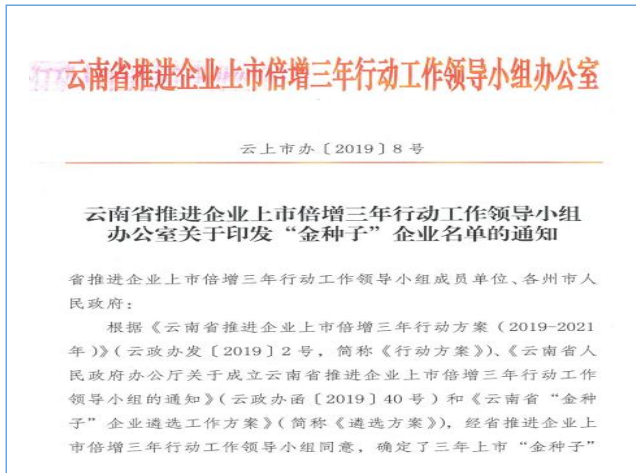 云南省推进企业上市倍增三年行动工作领导小组办公室
云上市办〔2019〕8号
云南省推进企业上市倍增三年行动工作领导小组
办公室关于印发“金种子”企业名单的通知
省推进企业上市倍增三年行动工作领导小组成员单位、各州市人
民政府：
根据《云南省推进企业上市倍增三年行动方案（2019-2021
年）》（云政办发〔2019〕2号，简称《行动方案》）、《云南省人
民政府办公厅关于成立云南省推进企业上市倍增三年行动工作
领导小组的通知》（云政办函〔2019〕40号）和《云南省“金种
子”企业遴选工作方案》（简称《遴选方案》），经省推进企业上
市倍增三年行动工作领导小组同意，确定了三年上市“金种子”